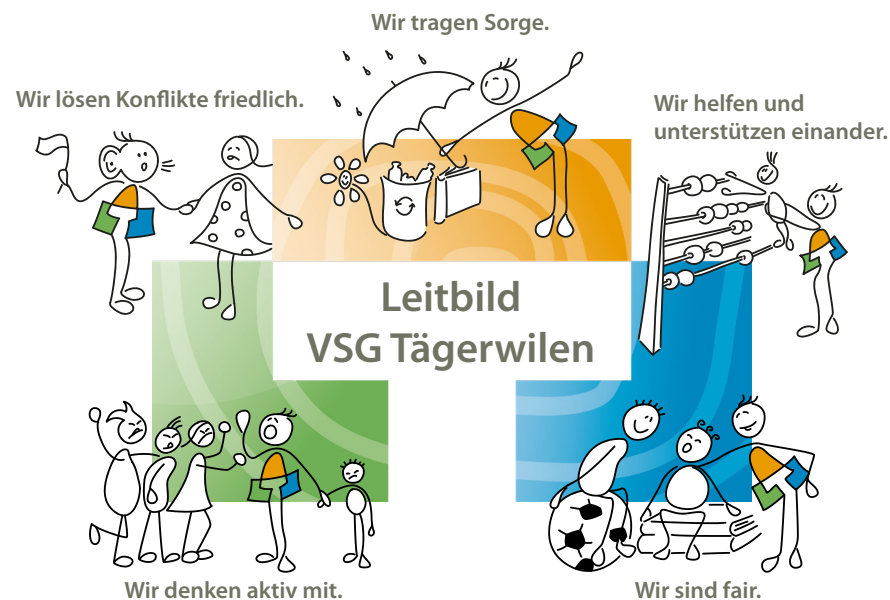 Wir tragen Sorge.
Wir lösen Konflikte friedlich.
Wir helfen und
unterstützen einander.
Leitbild
VSG Tägerwilen
Wir denken aktiv mit.
Wir sind fair.